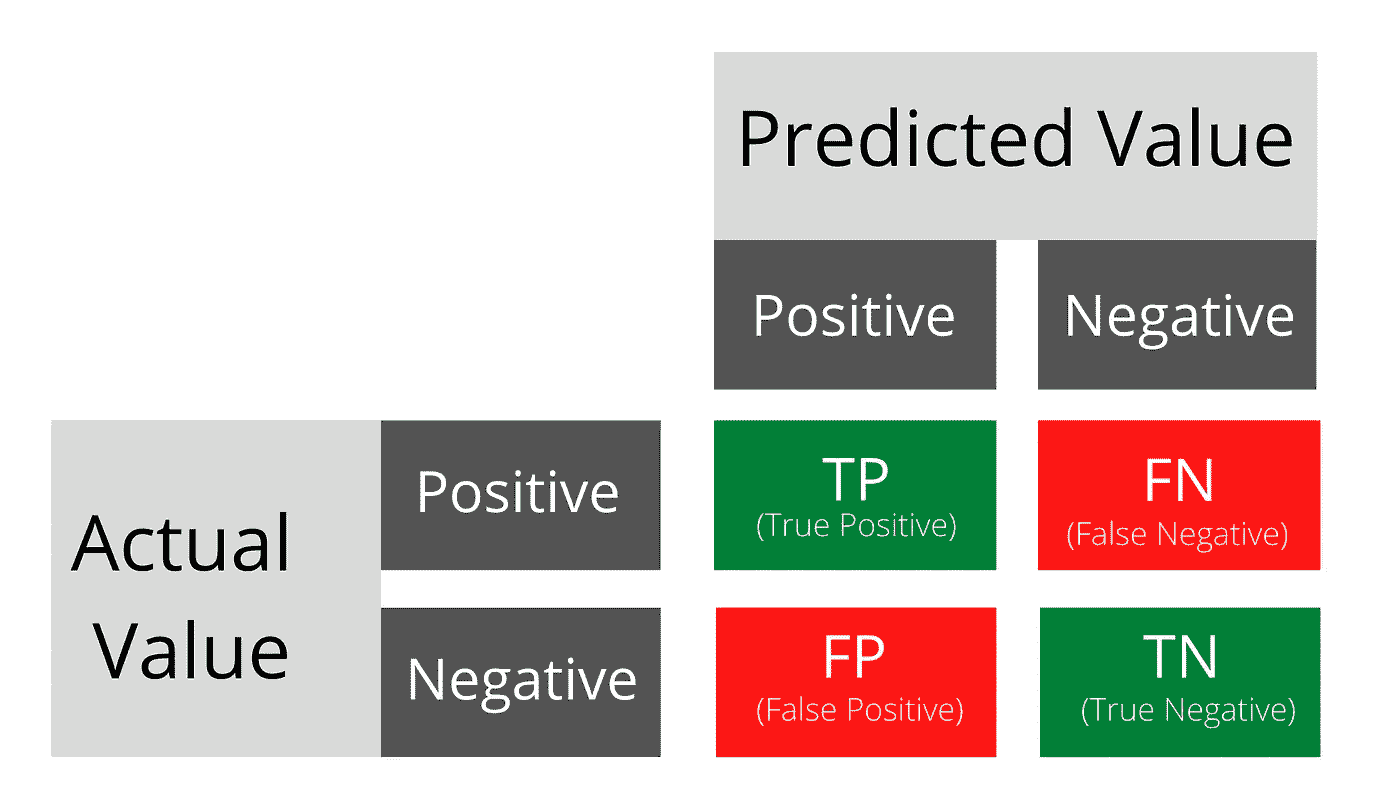 Predicted Value
Positive
Negative
Actual
Value
Positive
TP
(True Positive)
FN
(False Negative)
Negative
FP
(False Positive)
TN
(True Negative)